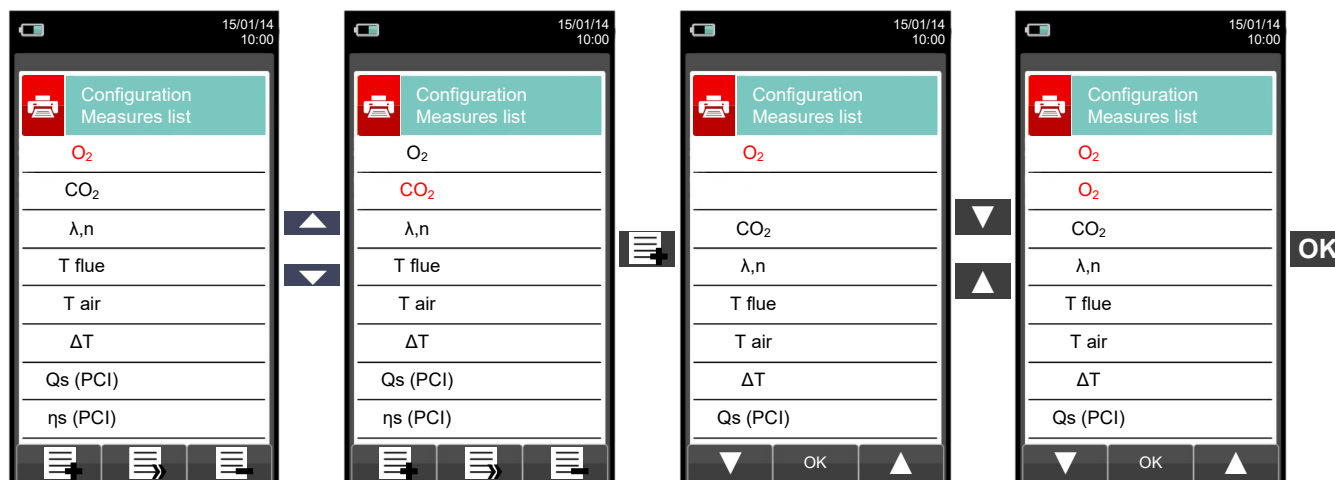 15/01/14
10:00
Configuration
Measures list
O₂
CO₂
λ,n
T flue
T air
ΔT
Qs (PCI)
ηs (PCI)
15/01/14
10:00
Configuration
Measures list
O₂
CO₂
λ,n
T flue
T air
ΔT
Qs (PCI)
ηs (PCI)
15/01/14
10:00
Configuration
Measures list
O₂
CO₂
λ,n
T flue
T air
ΔT
Qs (PCI)
OK
15/01/14
10:00
Configuration
Measures list
O₂
O₂
CO₂
λ,n
T flue
T air
ΔT
Qs (PCI)
OK
OK